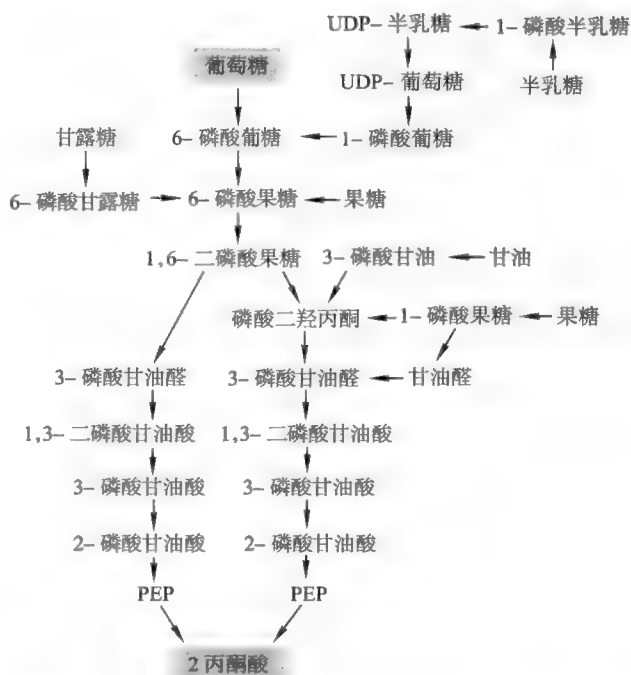 UDP-半乳糖 1-磷酸半乳糖
葡萄糖
UDP-葡萄糖 半乳糖
甘露糖 6-磷酸葡糖 1-磷酸葡糖
6-磷酸甘露糖 6-磷酸果糖 果糖
1,6-二磷酸果糖 3-磷酸甘油 甘油
磷酸二羟丙酮 1-磷酸果糖 果糖
3-磷酸甘油醛 3-磷酸甘油醛 甘油醛
1,3-二磷酸甘油酸 1,3-二磷酸甘油酸
3-磷酸甘油酸 3-磷酸甘油酸
2-磷酸甘油酸 2-磷酸甘油酸
PEP PEP
2丙酮酸